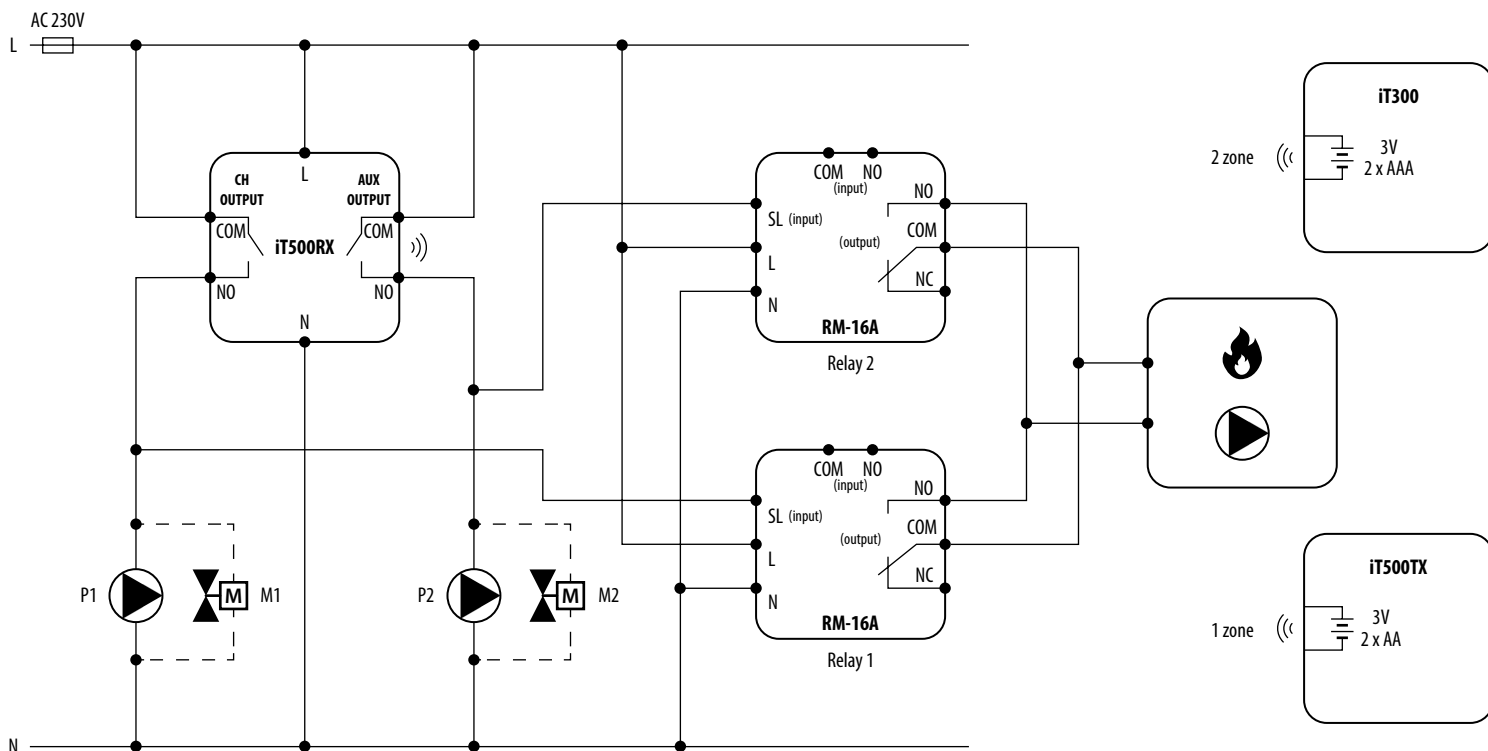 AC 230V
L
CH OUTPUT
L
AUX OUTPUT
COM
iT500RX
COM
NO
NO
N
COM NO
(input)
NO
SL (input)
COM
(output)
L
NC
N
RM-16A
Relay 2
COM NO
(input)
NO
SL (input)
COM
(output)
L
NC
N
RM-16A
Relay 1
P1
M
M1
P2
M
M2
N
iT300
2 zone
3V
2 x AAA
iT500TX
1 zone
3V
2 x AA